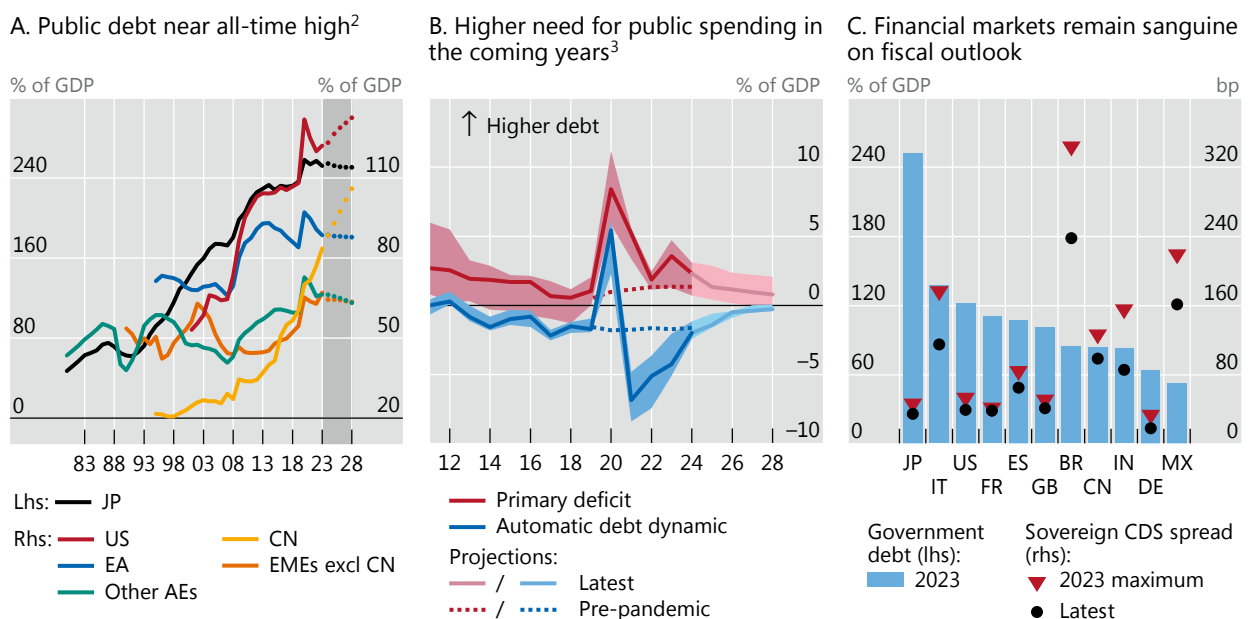 A. Public debt near all-time high²
% of GDP % of GDP
240 110
160 80
80 50
0 20
83 88 93 98 03 08 13 18 23 28
Lhs: JP
Rhs: US CN
EA EMEs excl CN
Other AEs
B. Higher need for public spending in
the coming years³
% of GDP
↑ Higher debt
10
5
0
−5
−10
12 14 16 18 20 22 24 26 28
Primary deficit
Automatic debt dynamic
Projections:
/ Latest
/ Pre-pandemic
C. Financial markets remain sanguine
on fiscal outlook
% of GDP bp
240 320
180 240
120 160
60 80
0 0
JP US ES BR IN MX
IT FR GB CN DE
Government
debt (lhs):
2023
Sovereign CDS spread
(rhs):
2023 maximum
Latest